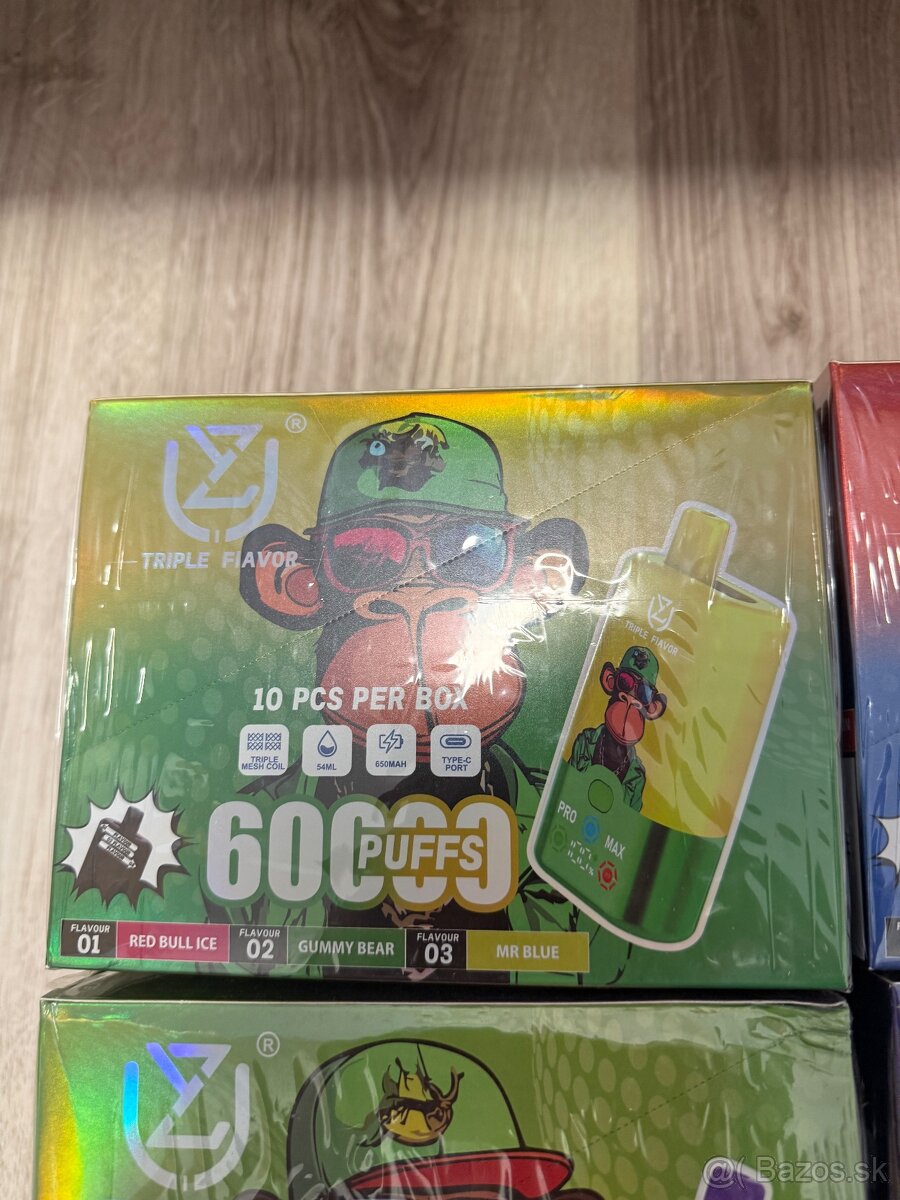 ®
TRIPLE FIAVOR
TRIPLE FIAVOR
10 PCS PER BOX
TRIPLE
MESH COIL
54ML
650MAH
TYPE-C
PORT
60000
PUFFS
PRO
MAX
FLAVOUR
01
RED BULL ICE
FLAVOUR
02
GUMMY BEAR
FLAVOUR
03
MR BLUE
®
@( Bazos.sk